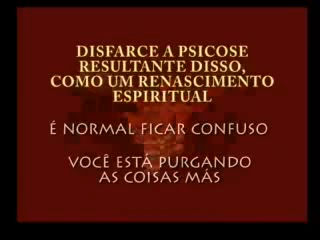 DISFARCE A PSICOSE
RESULTANTE DISSO,
COMO UM RENASCIMENTO
ESPIRITUAL
É NORMAL FICAR CONFUSO
VOCÊ ESTÁ PURGANDO
AS COISAS MÁS